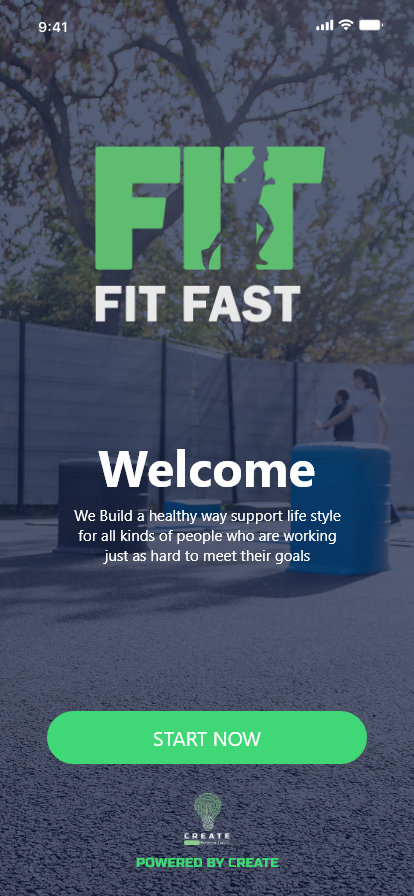 9:41
FIT
FIT FAST
Welcome
We Build a healthy way support life style
for all kinds of people who are working
just as hard to meet their goals
START NOW
CREATE
POWERED BY CREATE